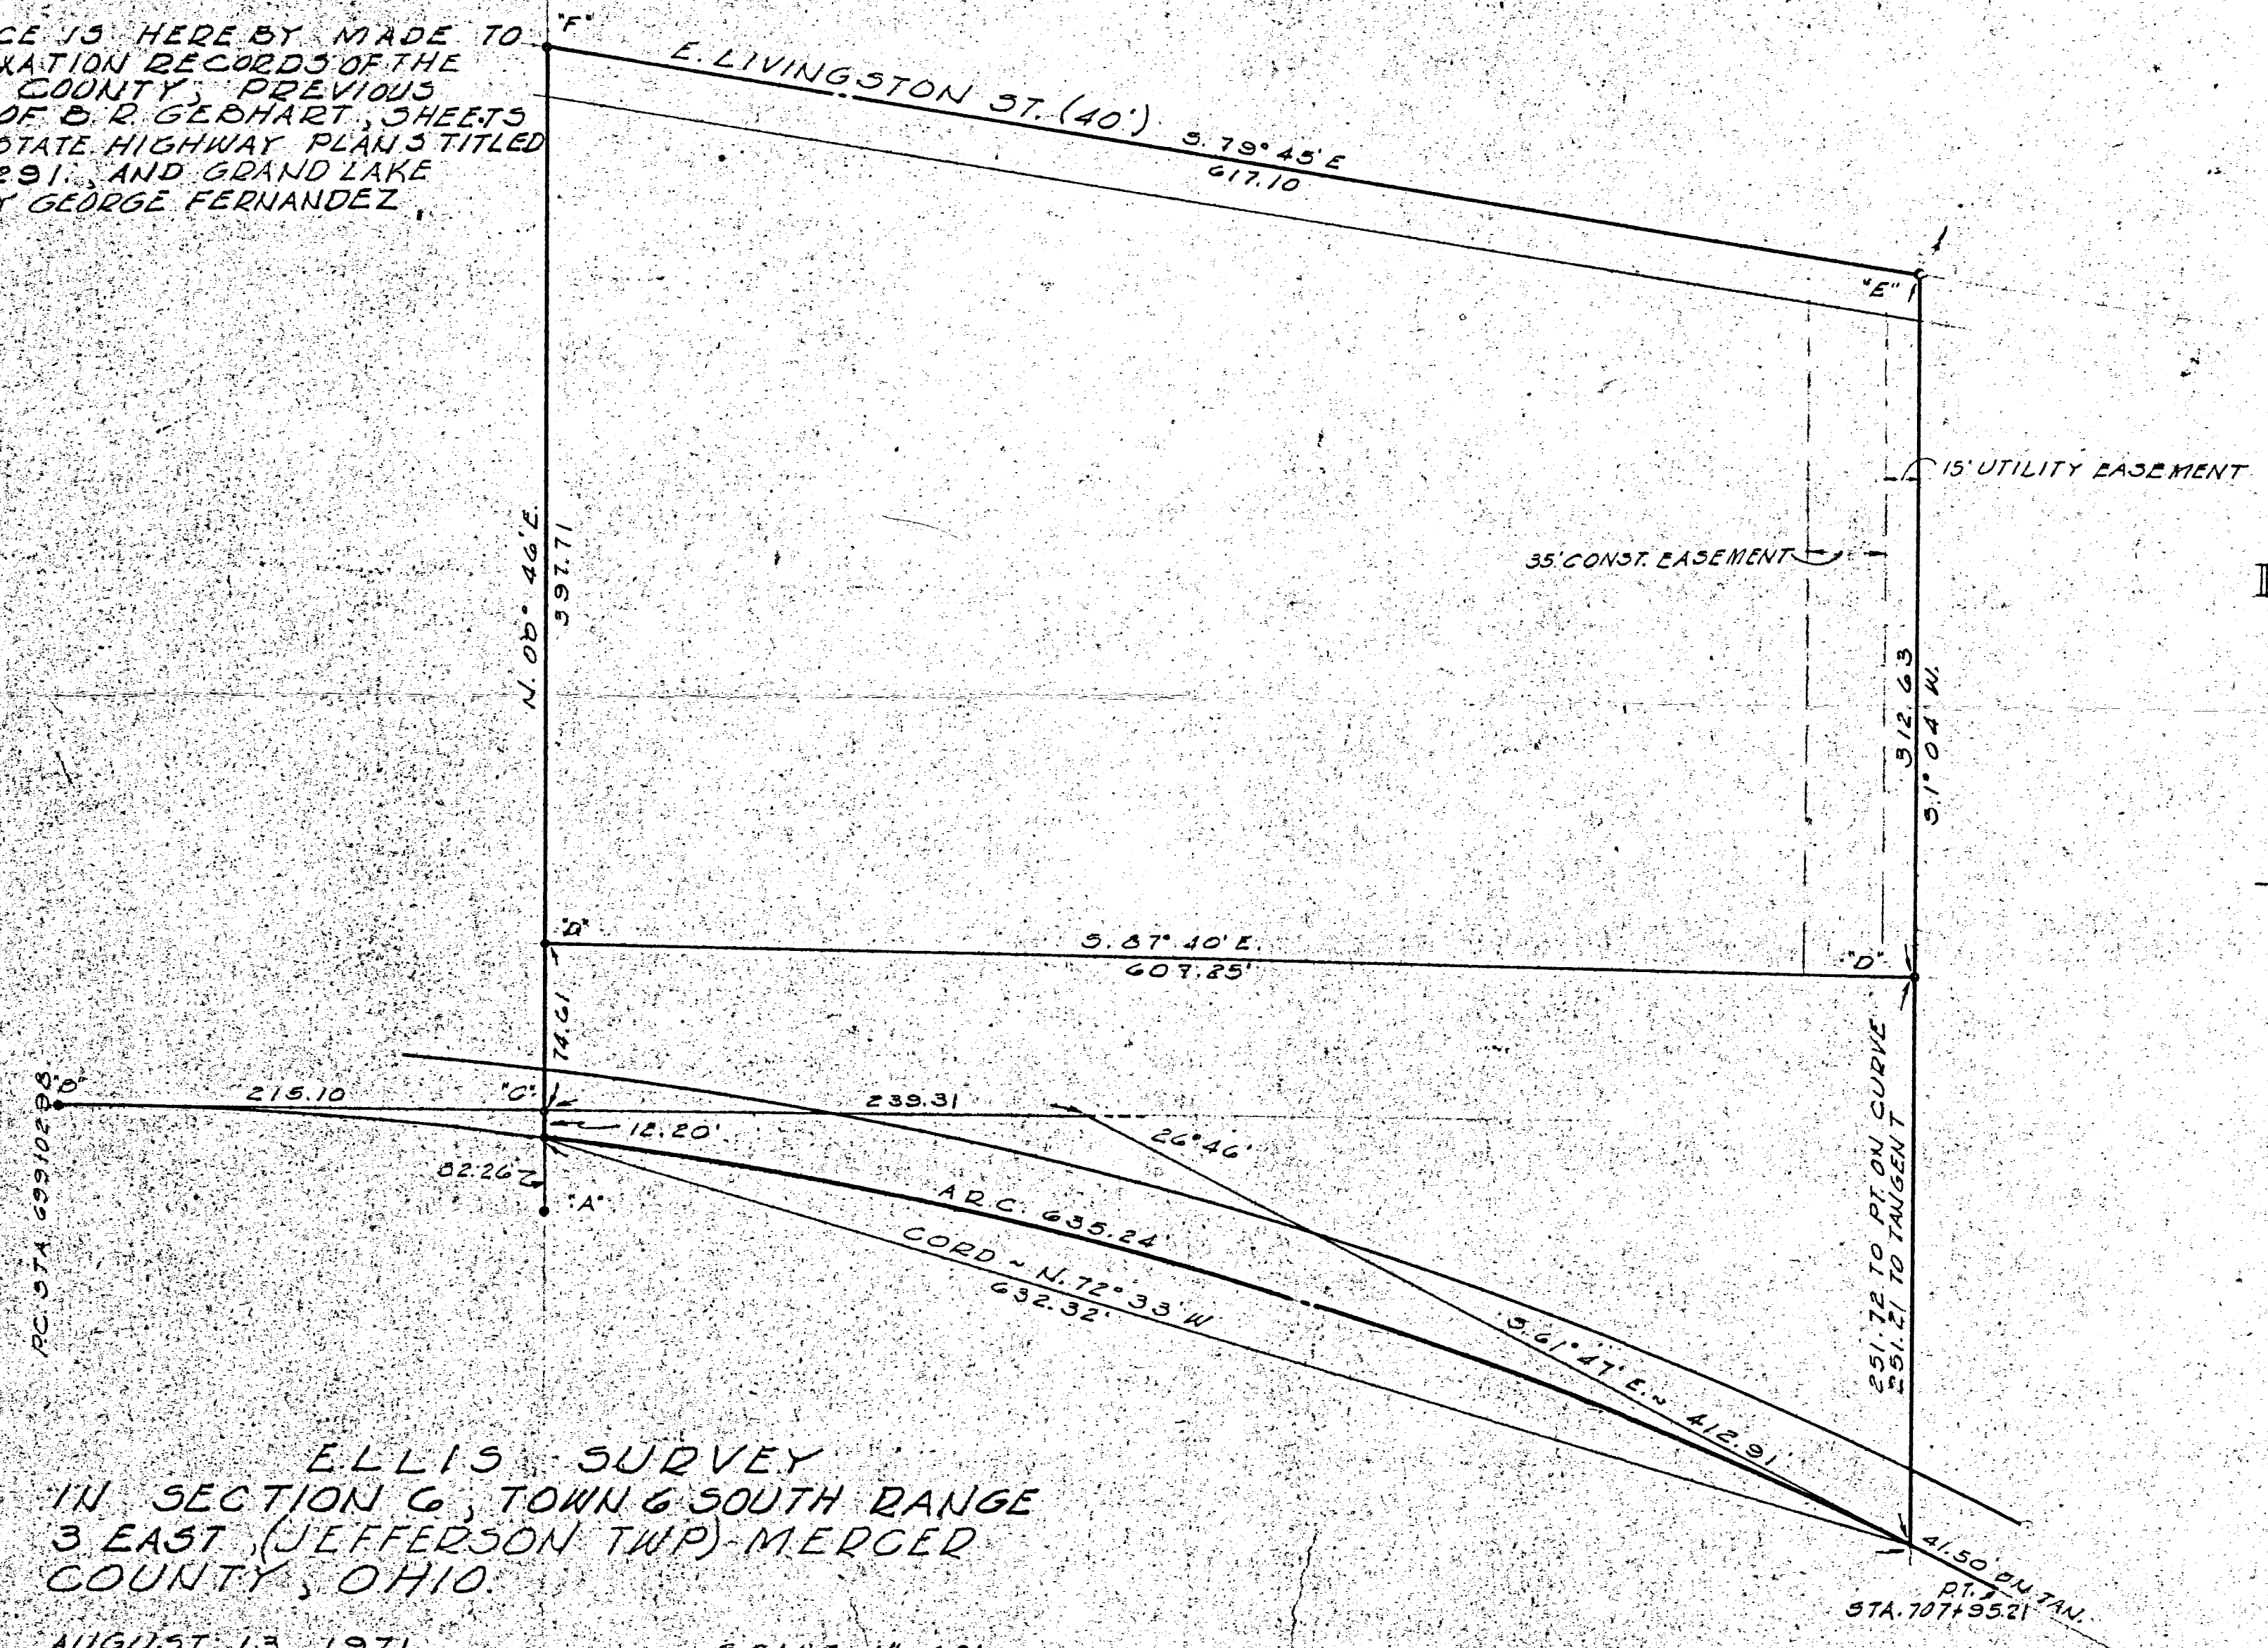 CE IS HEREBY MADE TO
XATION RECORDS OF THE
COUNTY; PREVIOUS
OF B. R. GEBHART, SHEETS
STATE HIGHWAY PLANS TITLED
291., AND GRAND LAKE
Y GEORGE FERNANDEZ.
"F"
E. LIVINGSTON ST. (40')
S. 79° 45' E
617.10
"E"
15' UTILITY EASEMENT
35' CONST. EASEMENT
N. 00° 46' E.
397.71
312.63
S. 1° 04' W.
"D"
S. 87° 40' E.
607.25'
"D"
74.61
"B"
215.10
"C"
239.31
12.20'
26° 46'
82.26'
"A"
P.C. STA. 699+02.98
ARC. 635.24'
CORD ~ N. 72° 33' W
632.32'
S. 61° 47' E. ~ 412.91'
251.72 TO PT. ON CURVE
251.21 TO TANGENT
41.50 ON TAN.
P.T.
STA. 707+95.21
ELLIS SURVEY
IN SECTION 6, TOWN 6 SOUTH RANGE
3 EAST, (JEFFERSON TWP) MERCER
COUNTY, OHIO.
AUGUST 13, 1971